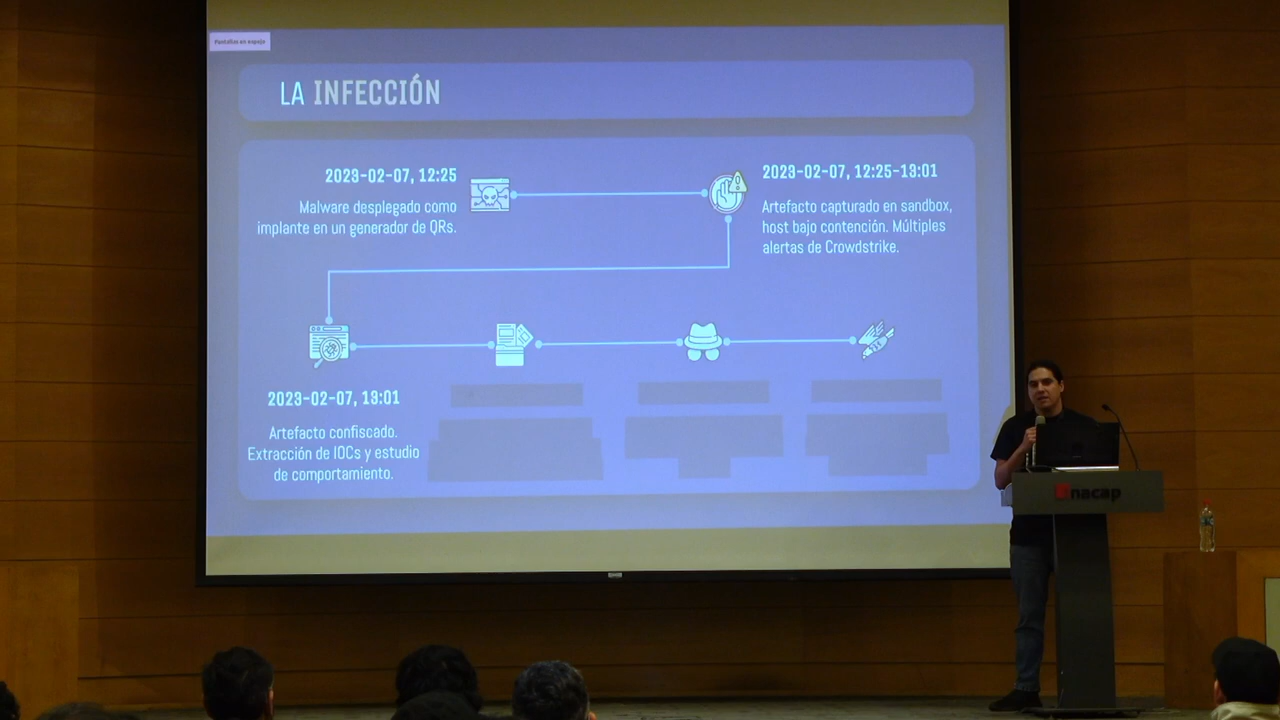 Pantallas en espejo
LA INFECCIÓN
2023-02-07, 12:25
Malware desplegado como
implante en un generador de QRs.
2023-02-07, 12:25-13:01
Artefacto capturado en sandbox,
host bajo contención. Múltiples
alertas de Crowdstrike.
2023-02-07, 13:01
Artefacto confiscado.
Extracción de IOCs y estudio
de comportamiento.
inacap